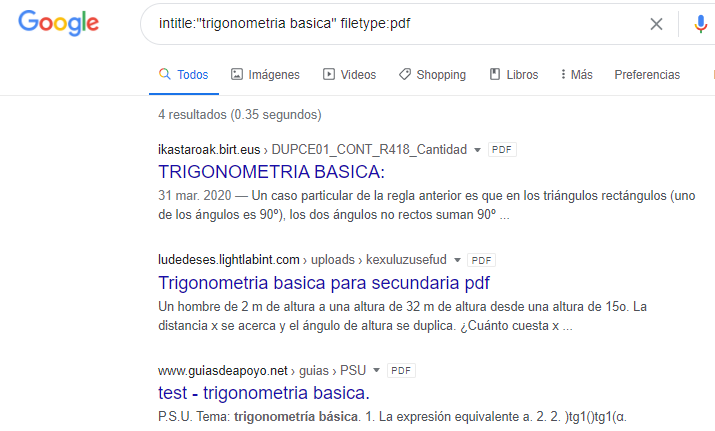 Google
intitle:"trigonometria basica" filetype:pdf
Todos Imágenes Videos Shopping Libros Más Preferencias
4 resultados (0.35 segundos)
ikastaroak.birt.eus › DUPCE01_CONT_R418_Cantidad PDF
TRIGONOMETRIA BASICA:
31 mar. 2020 — Un caso particular de la regla anterior es que en los triángulos rectángulos (uno
de los ángulos es 90º), los dos ángulos no rectos suman 90º ...
ludedeses.lightlabint.com › uploads › kexuluzusefud PDF
Trigonometria basica para secundaria pdf
Un hombre de 2 m de altura a una altura de 32 m de altura desde una altura de 15o. La
distancia x se acerca y el ángulo de altura se duplica. ¿Cuánto cuesta x ...
www.guiasdeapoyo.net › guias › PSU PDF
test - trigonometria basica.
P.S.U. Tema: trigonometría básica. 1. La expresión equivalente a. 2. 2. )tg1()tg1(α.